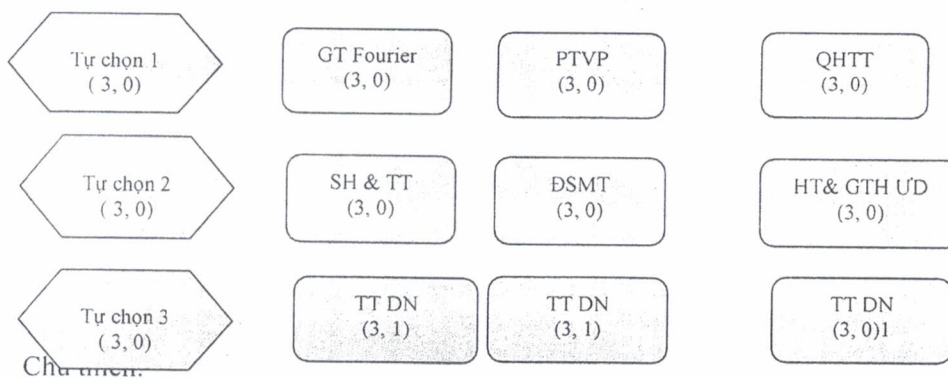 Tự chọn 1
( 3, 0)
GT Fourier
(3, 0)
PTVP
(3, 0)
QHTT
(3, 0)
Tự chọn 2
( 3, 0)
SH & TT
(3, 0)
ĐSMT
(3, 0)
HT& GTH ƯD
(3, 0)
Tự chọn 3
( 3, 0)
TT DN
(3, 1)
TT DN
(3, 1)
TT DN
(3, 0)1
Chú thích: